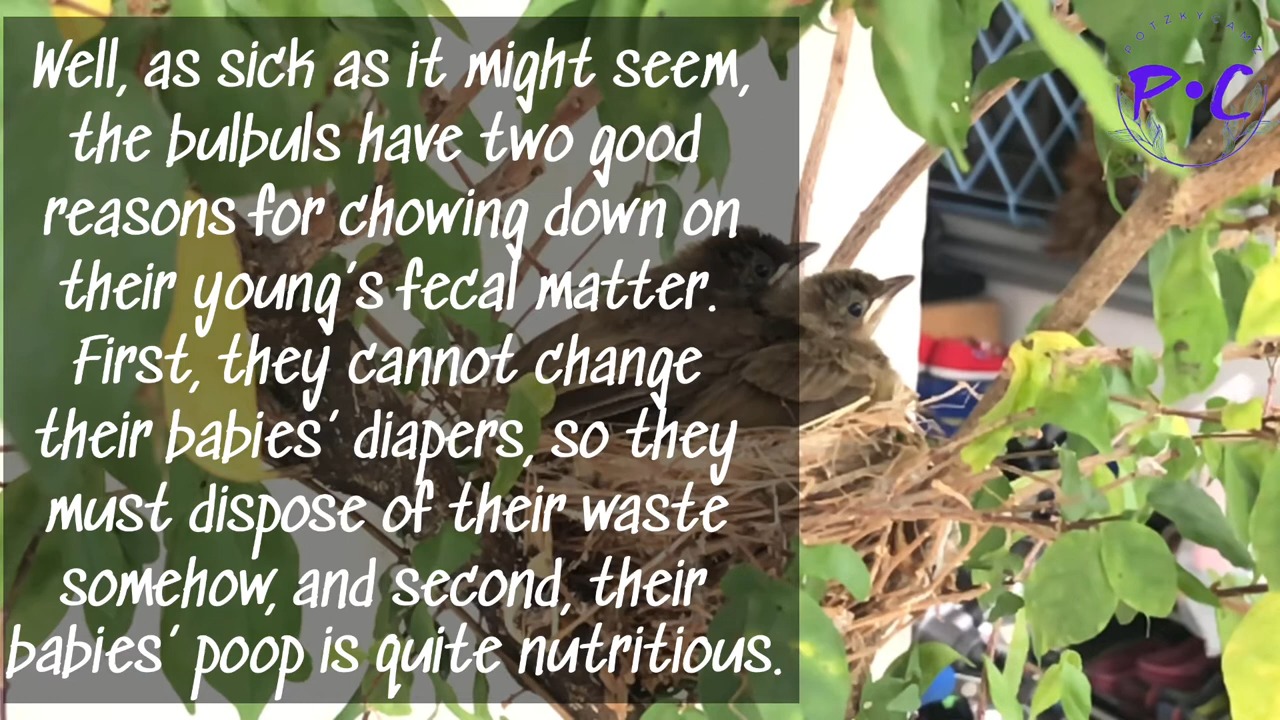 Well, as sick as it might seem,
the bulbuls have two good
reasons for chowing down on
their young's fecal matter.
First, they cannot change
their babies' diapers, so they
must dispose of their waste
somehow, and second, their
babies' poop is quite nutritious.
POTZKYCAMZ
P•C